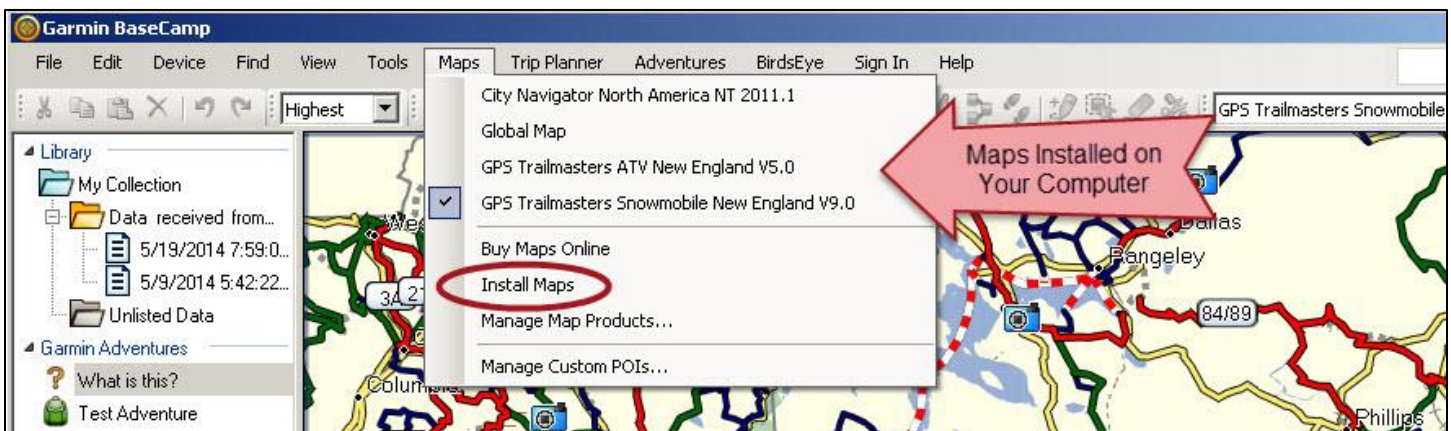 Garmin BaseCamp
File Edit Device Find View Tools Maps Trip Planner Adventures BirdsEye Sign In Help
Highest
GPS Trailmasters Snowmobile
City Navigator North America NT 2011.1
Global Map
GPS Trailmasters ATV New England V5.0
GPS Trailmasters Snowmobile New England V9.0
Buy Maps Online
Install Maps
Manage Map Products...
Manage Custom POIs...
Maps Installed on
Your Computer
Library
My Collection
Data received from...
5/19/2014 7:59:0...
5/9/2014 5:42:22...
Unlisted Data
Garmin Adventures
What is this?
Test Adventure
Dallas
Rangeley
84/89
Phillips